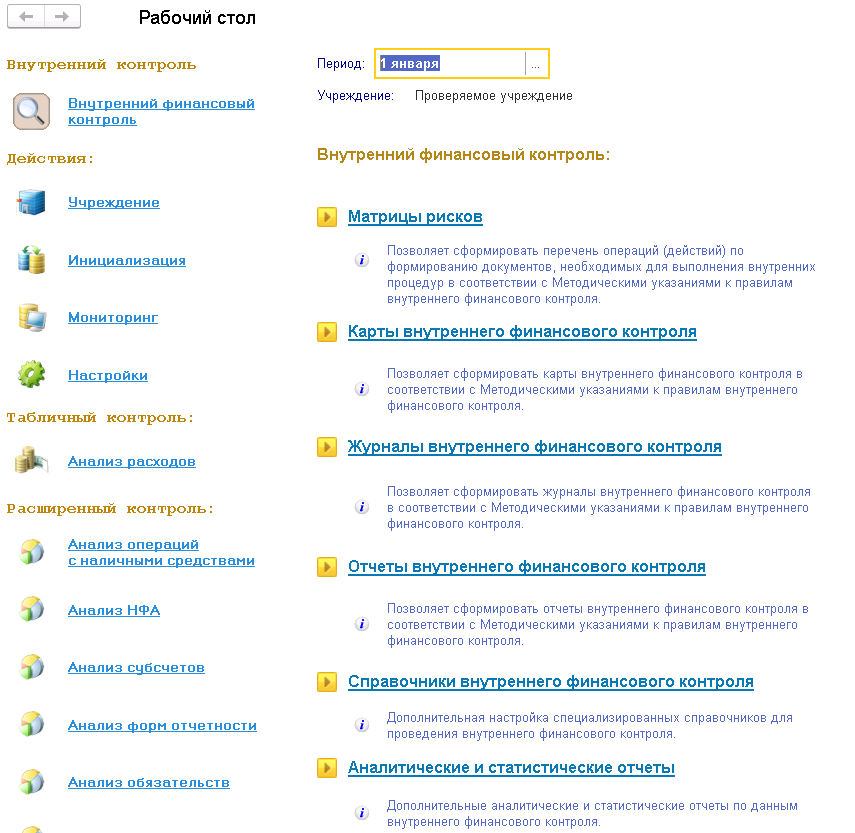 Рабочий стол
Внутренний контроль
Внутренний финансовый
контроль
Действия:
Учреждение
Инициализация
Мониторинг
Настройки
Табличный контроль:
Анализ расходов
Расширенный контроль:
Анализ операций
с наличными средствами
Анализ НФА
Анализ субсчетов
Анализ форм отчетности
Анализ обязательств
Период: 1 января ...
Учреждение: Проверяемое учреждение
Внутренний финансовый контроль:
Матрицы рисков
Позволяет сформировать перечень операций (действий) по
формированию документов, необходимых для выполнения внутренних
процедур в соответствии с Методическими указаниями к правилам
внутреннего финансового контроля.
Карты внутреннего финансового контроля
Позволяет сформировать карты внутреннего финансового контроля в
соответствии с Методическими указаниями к правилам внутреннего
финансового контроля.
Журналы внутреннего финансового контроля
Позволяет сформировать журналы внутреннего финансового контроля
в соответствии с Методическими указаниями к правилам внутреннего
финансового контроля.
Отчеты внутреннего финансового контроля
Позволяет сформировать отчеты внутреннего финансового контроля в
соответствии с Методическими указаниями к правилам внутреннего
финансового контроля.
Справочники внутреннего финансового контроля
Дополнительная настройка специализированных справочников для
проведения внутреннего финансового контроля.
Аналитические и статистические отчеты
Дополнительные аналитические и статистические отчеты по данным
внутреннего финансового контроля.